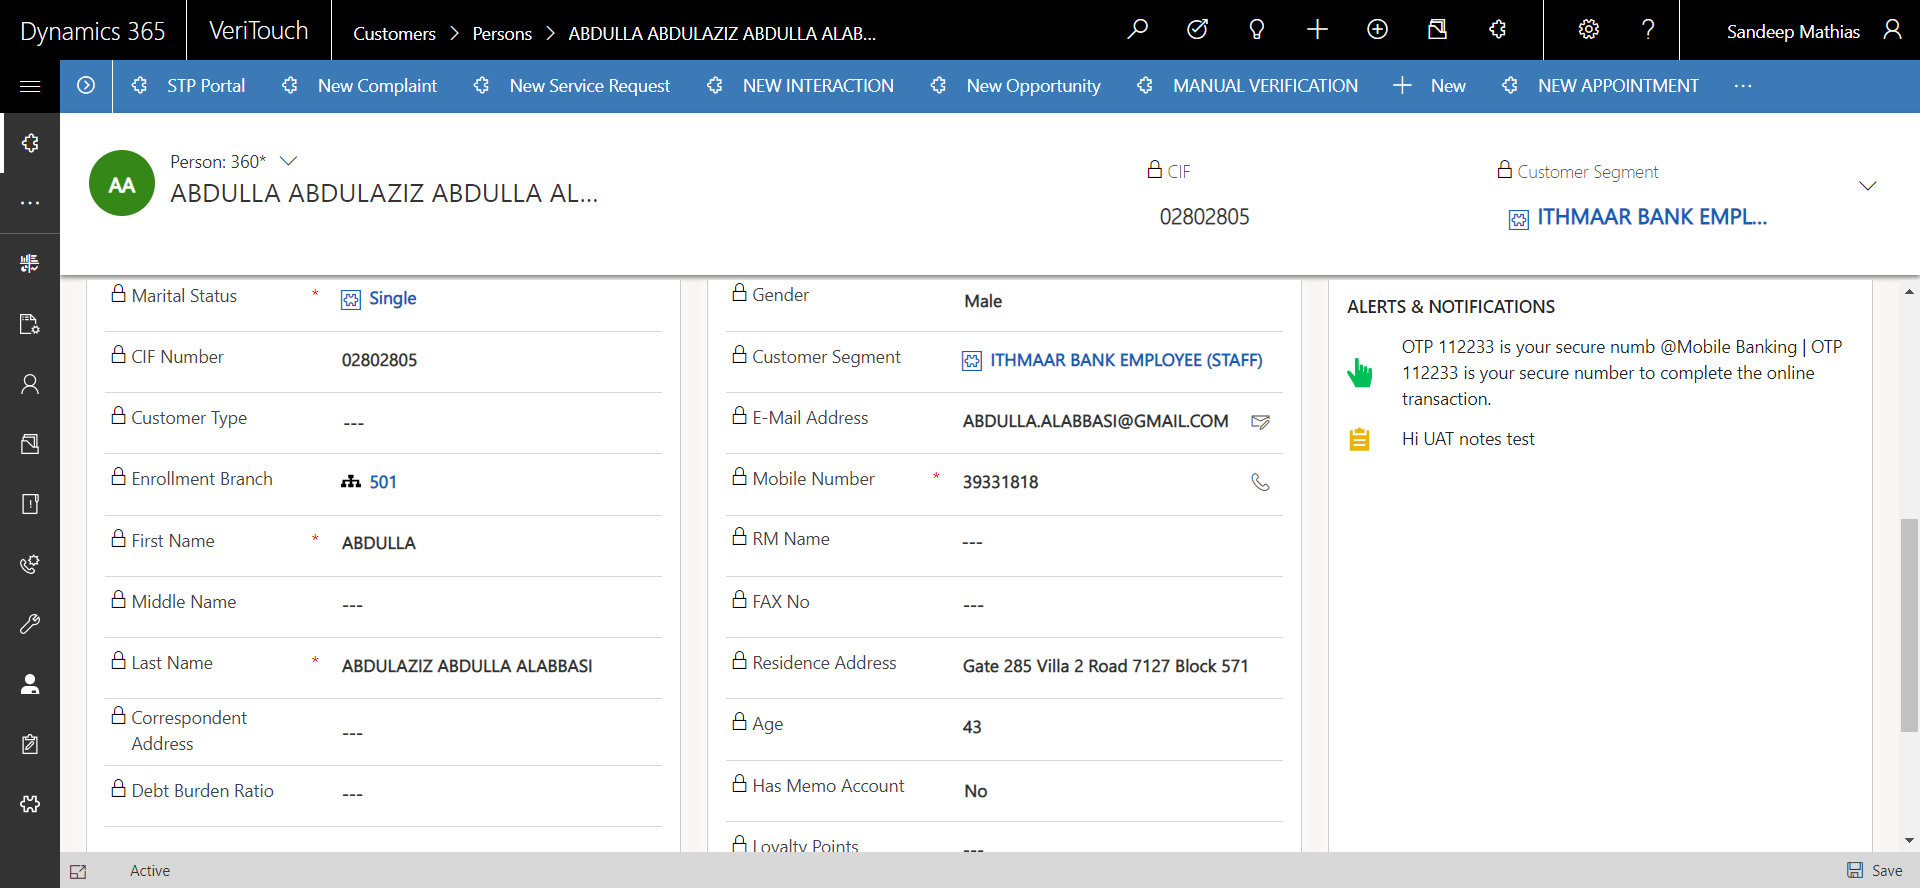 Dynamics 365
VeriTouch
Customers > Persons > ABDULLA ABDULAZIZ ABDULLA ALAB...
Sandeep Mathias
STP Portal
New Complaint
New Service Request
NEW INTERACTION
New Opportunity
MANUAL VERIFICATION
New
NEW APPOINTMENT
AA
Person: 360*
ABDULLA ABDULAZIZ ABDULLA AL...
CIF
02802805
Customer Segment
ITHMAAR BANK EMPL...
Marital Status * Single
CIF Number 02802805
Customer Type ---
Enrollment Branch 501
First Name * ABDULLA
Middle Name ---
Last Name * ABDULAZIZ ABDULLA ALABBASI
Correspondent
Address ---
Debt Burden Ratio ---
Gender Male
Customer Segment ITHMAAR BANK EMPLOYEE (STAFF)
E-Mail Address ABDULLA.ALABBASI@GMAIL.COM
Mobile Number * 39331818
RM Name ---
FAX No ---
Residence Address Gate 285 Villa 2 Road 7127 Block 571
Age 43
Has Memo Account No
Loyalty Points ---
ALERTS & NOTIFICATIONS
OTP 112233 is your secure numb @Mobile Banking | OTP
112233 is your secure number to complete the online
transaction.
Hi UAT notes test
Active
Save